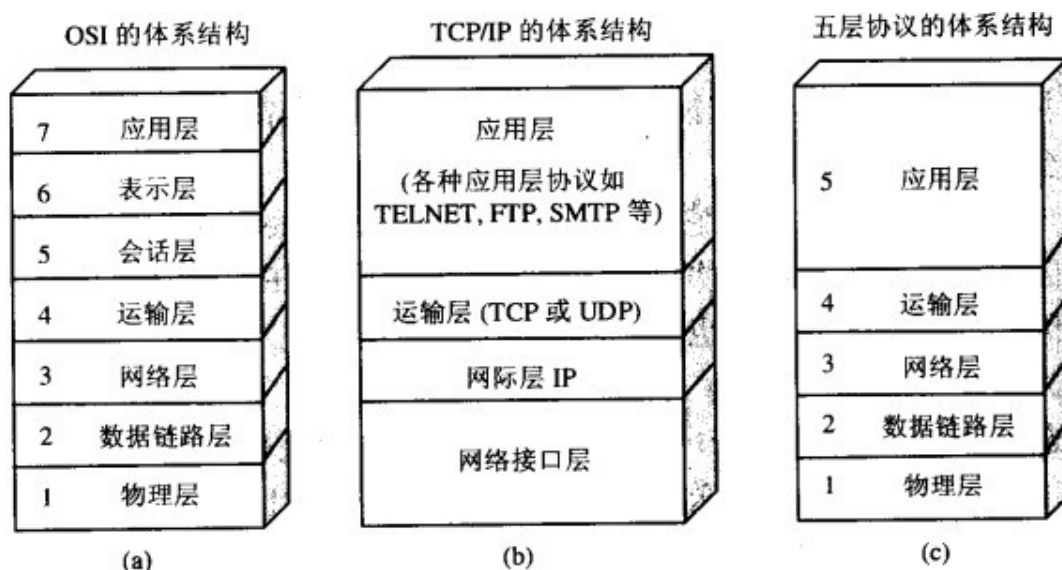 OSI 的体系结构
7 应用层
6 表示层
5 会话层
4 运输层
3 网络层
2 数据链路层
1 物理层
(a)
TCP/IP 的体系结构
应用层
(各种应用层协议如
TELNET, FTP, SMTP 等)
运输层 (TCP 或 UDP)
网际层 IP
网络接口层
(b)
五层协议的体系结构
5 应用层
4 运输层
3 网络层
2 数据链路层
1 物理层
(c)